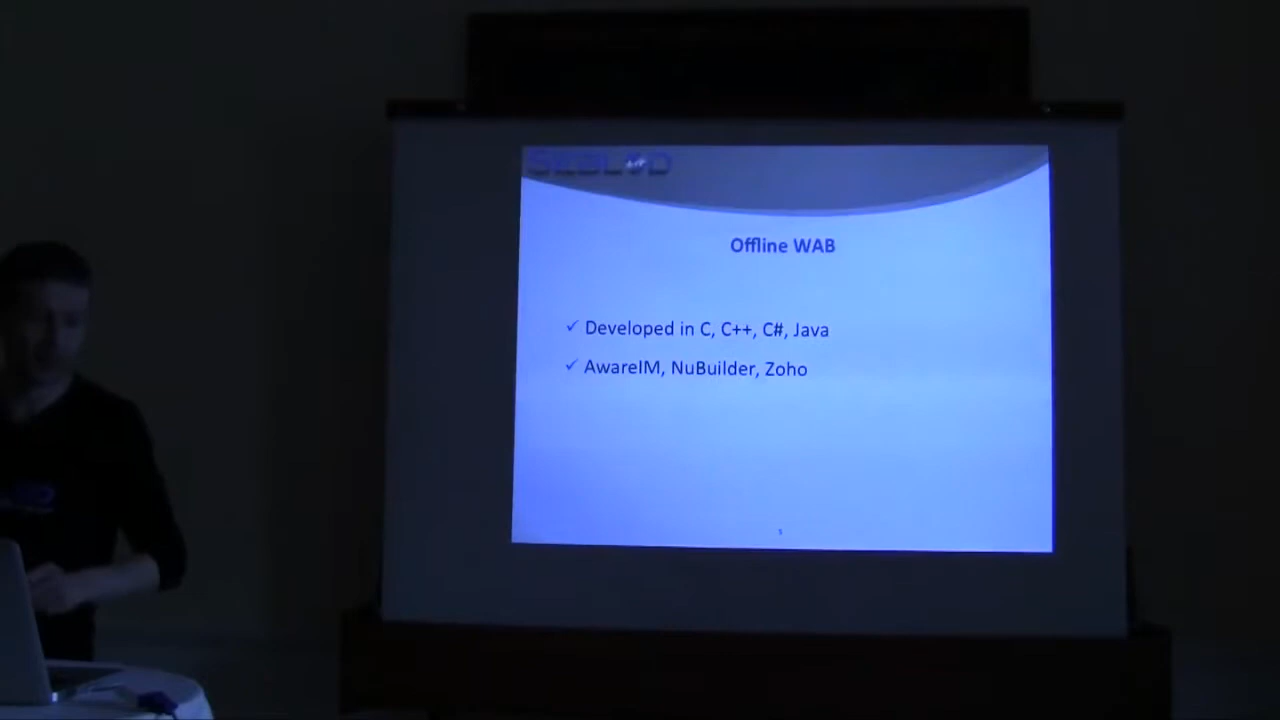 Offline WAB
✓ Developed in C, C++, C#, Java
✓ AwareIM, NuBuilder, Zoho